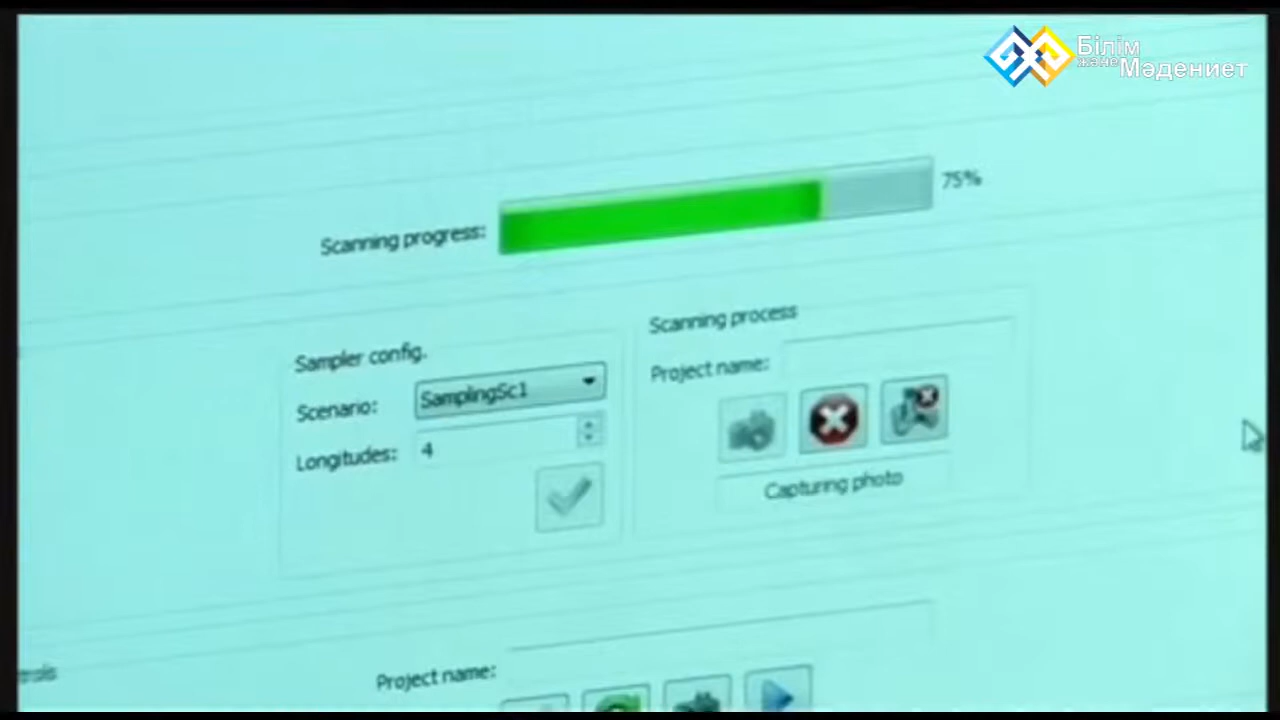 Білім
және
Мәдениет
75%
Scanning progress:
Scanning process
Sampler config.
Project name:
Scenario:
SamplingSc1
Longitudes:
4
Capturing photo
Project name: